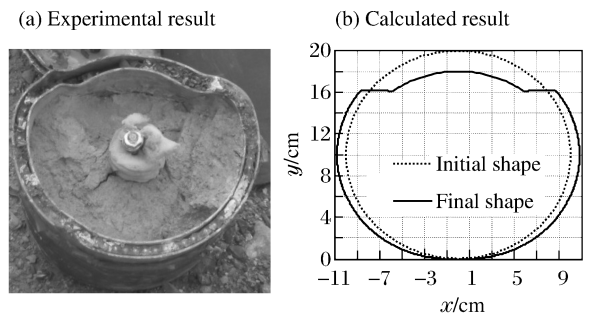 (a) Experimental result
(b) Calculated result
20
16
12
8
4
0
y/cm
Initial shape
Final shape
−11 −7 −3 1 5 9
x/cm